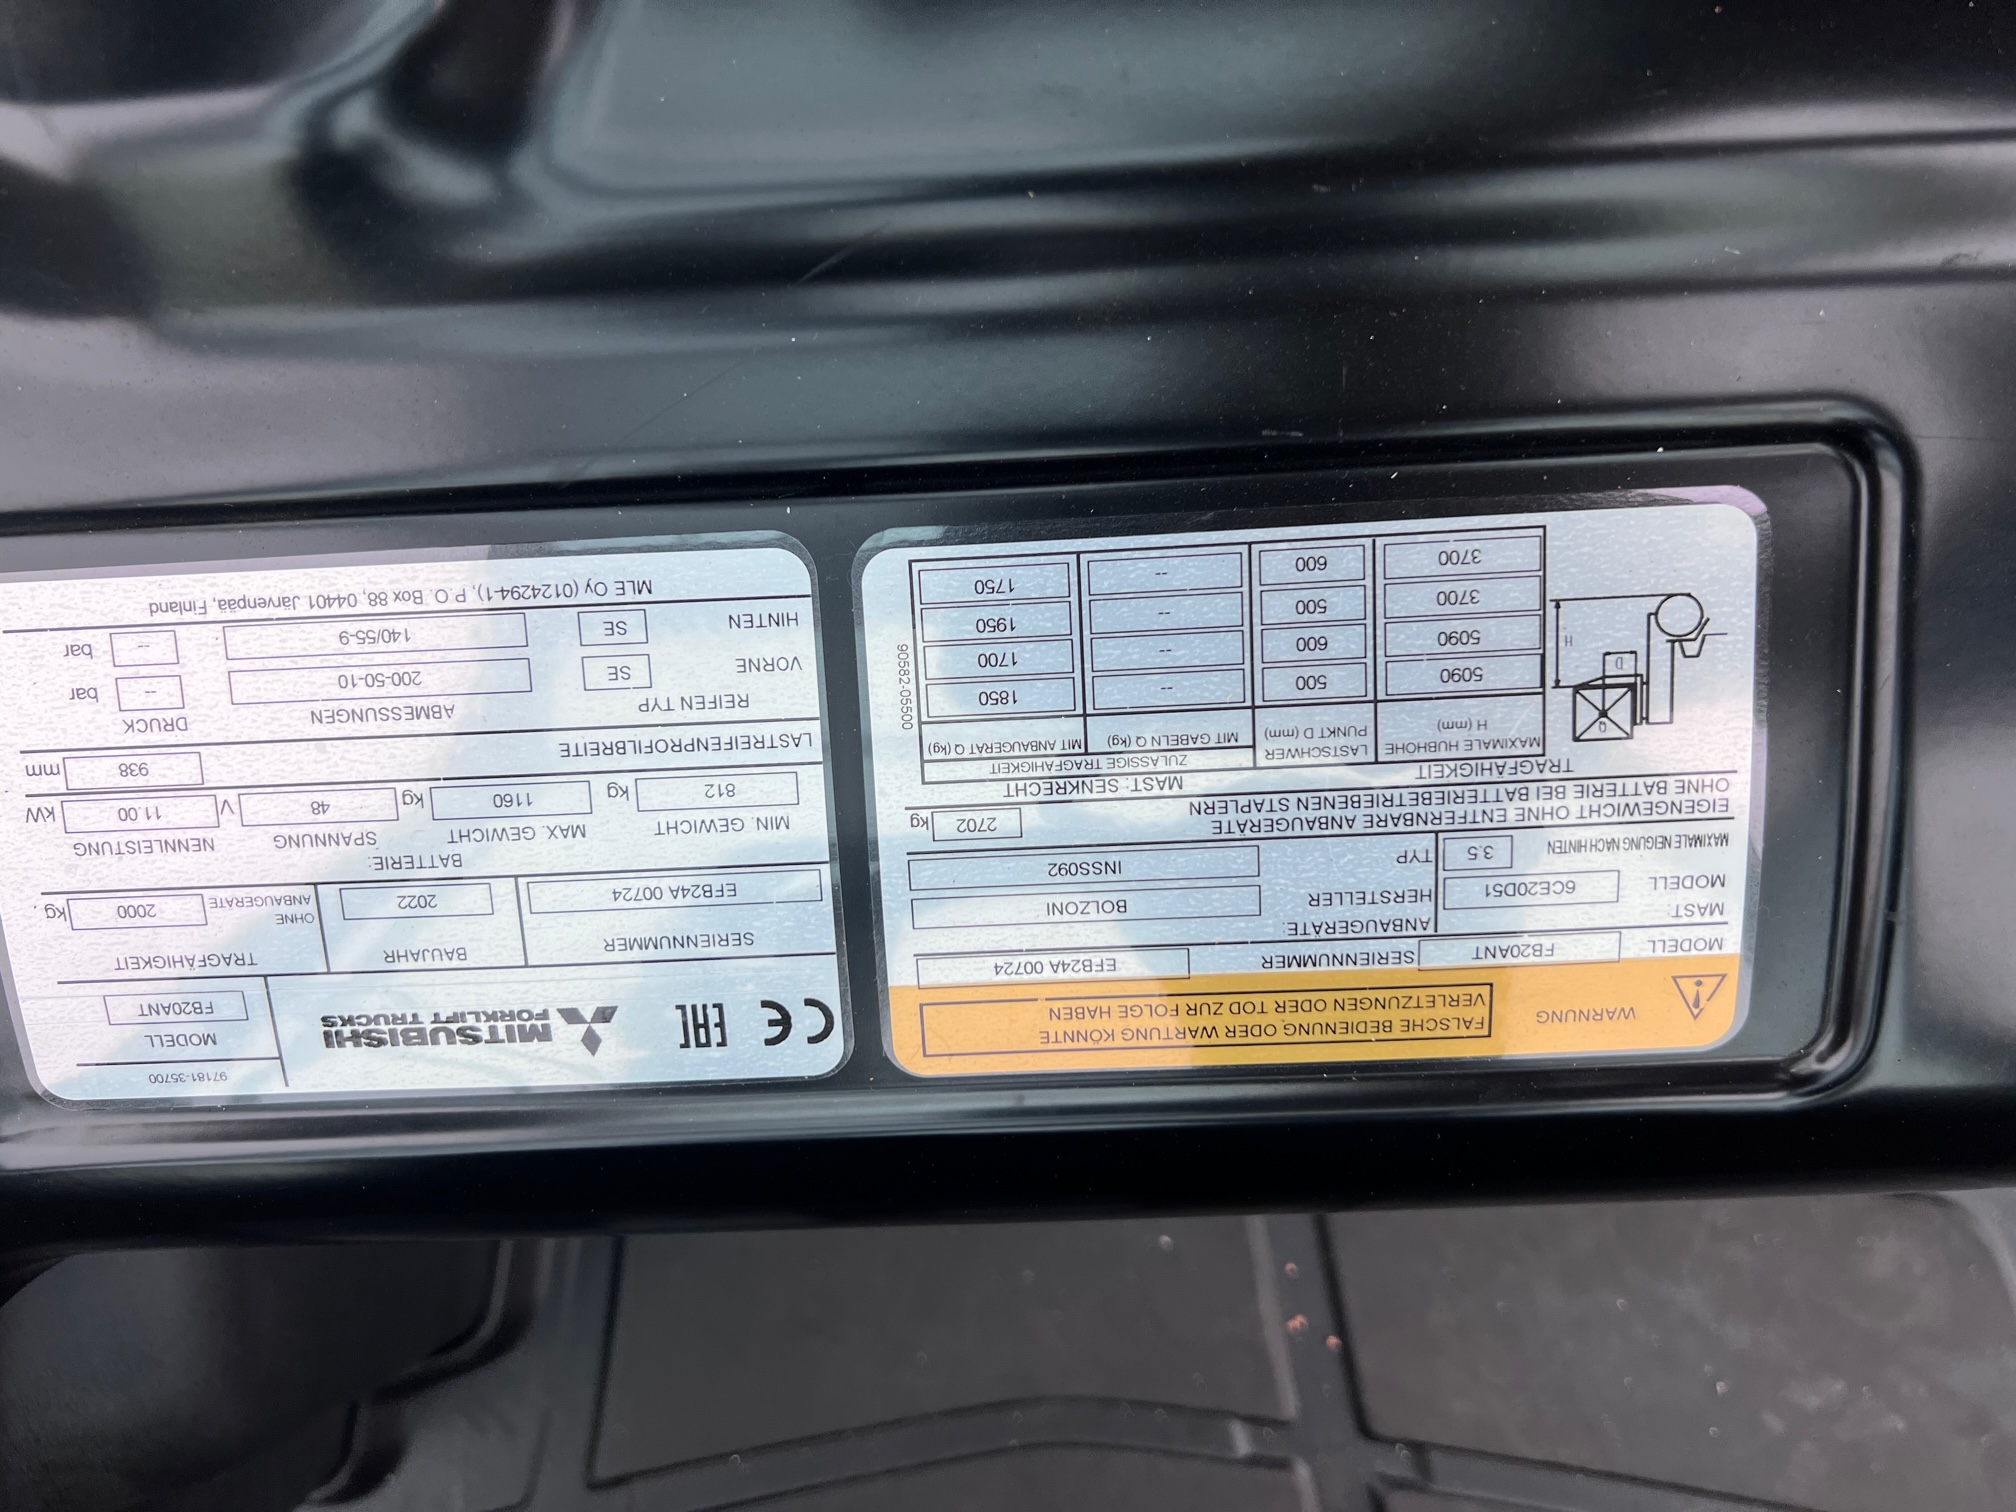 WARNUNG
FALSCHE BEDIENUNG ODER WARTUNG KÖNNTE
VERLETZUNGEN ODER TOD ZUR FOLGE HABEN
MODELL FB20ANT SERIENNUMMER EFB24A 00724
MAST: ANBAUGERÄTE:
MODELL 6CE20D51 HERSTELLER BOLZONI
MAXIMALE NEIGUNG NACH HINTEN 3.5 TYP INSS092
EIGENGEWICHT OHNE ENTFERNBARE ANBAUGERÄTE
OHNE BATTERIE BEI BATTERIEBETRIEBENEN STAPLERN 2702 kg
TRAGFÄHIGKEIT MAST: SENKRECHT
ZULÄSSIGE TRAGFÄHIGKEIT
MAXIMALE HUBHÖHE LASTSCHWER
H (mm) PUNKT D (mm) MIT GABELN Q (kg) MIT ANBAUGERÄT Q (kg)
5090 500 -- 1850
5090 600 -- 1700
3700 500 -- 1950
3700 600 -- 1750
Q
D
H
90582-05500
CE EAC MITSUBISHI
FORKLIFT TRUCKS
97181-35700
MODELL
FB20ANT
SERIENNUMMER BAUJAHR TRAGFÄHIGKEIT
EFB24A 00724 2022 OHNE
ANBAUGERÄTE 2000 kg.
BATTERIE:
MIN. GEWICHT MAX. GEWICHT SPANNUNG NENNLEISTUNG
812 kg 1160 kg 48 V 11.00 kW
LASTREIFENPROFILBREITE 938 mm
REIFEN TYP ABMESSUNGEN DRUCK
VORNE SE 200-50-10 -- bar
HINTEN SE 140/55-9 -- bar
MLE Oy (0124294-1), P.O. Box 88, 04401 Järvenpää, Finland